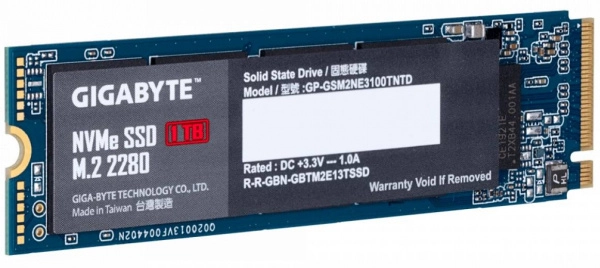 GIGABYTE™
NVMe SSD 1TB
M.2 2280
GIGA-BYTE TECHNOLOGY CO., LTD.
Made in Taiwan 台灣製造
Solid State Drive / 固態硬碟
Model / 型號 :GP-GSM2NE3100TNTD
Rated : DC +3.3V ⎓ 1.0A
R-R-GBN-GBTM2E13TSSD
Warranty Void If Removed